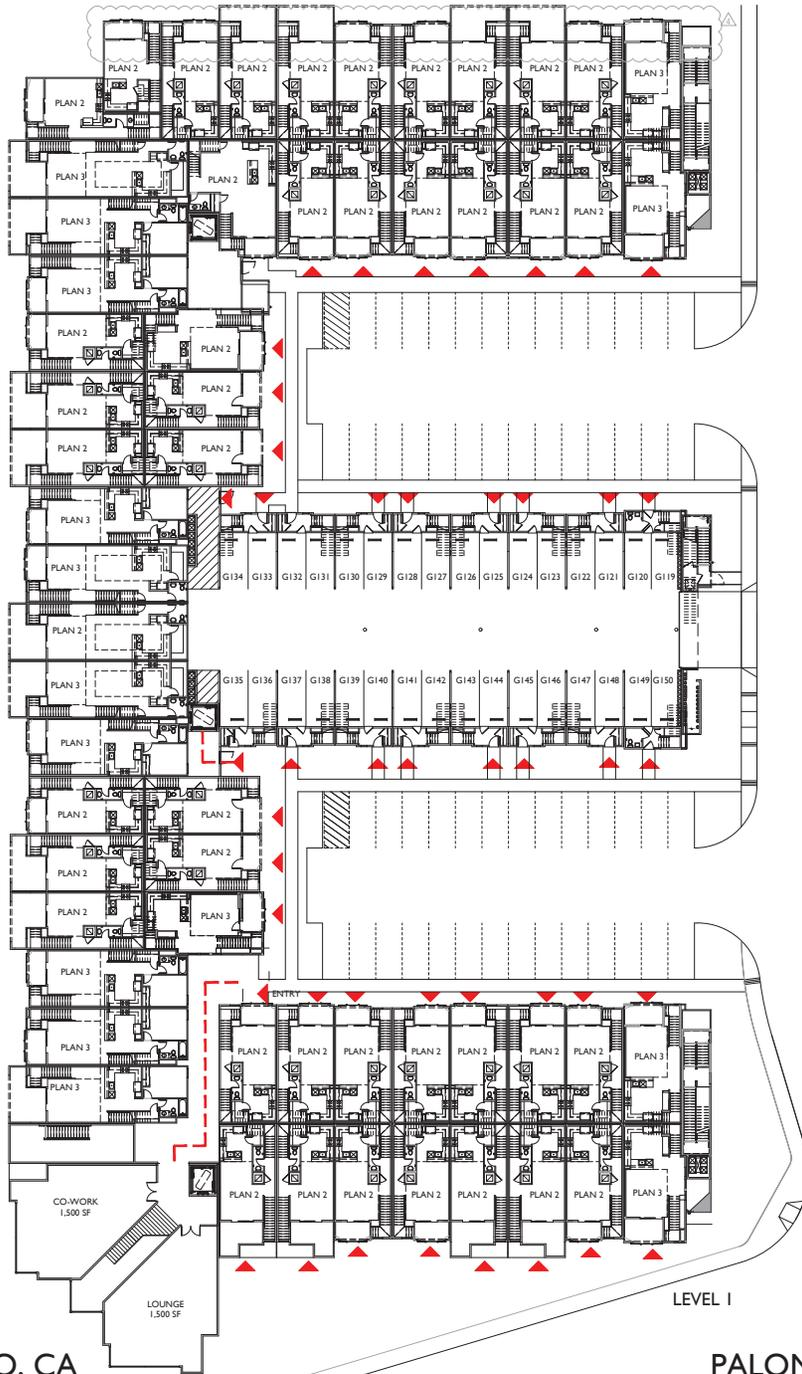 PLAN 2 PLAN 2 PLAN 2 PLAN 2 PLAN 2 PLAN 2 PLAN 2 PLAN 2 PLAN 2 PLAN 3
PLAN 2
PLAN 3 PLAN 2
PLAN 3 PLAN 2 PLAN 2 PLAN 2 PLAN 2 PLAN 2 PLAN 2 PLAN 3
PLAN 3
PLAN 2 PLAN 2
PLAN 2
PLAN 2
PLAN 2 PLAN 2
PLAN 3
PLAN 3 G134 G133 G132 G131 G130 G129 G128 G127 G126 G125 G124 G123 G122 G121 G120 G119
PLAN 2
PLAN 3 G135 G136 G137 G138 G139 G140 G141 G142 G143 G144 G145 G146 G147 G148 G149 G150
PLAN 3
PLAN 2 PLAN 2
PLAN 2
PLAN 2
PLAN 2 PLAN 3
PLAN 3
ENTRY
PLAN 3
PLAN 3 PLAN 2 PLAN 2 PLAN 2 PLAN 2 PLAN 2 PLAN 2 PLAN 2 PLAN 3
PLAN 3
PLAN 2 PLAN 2 PLAN 2 PLAN 2 PLAN 2 PLAN 2 PLAN 2 PLAN 3
CO-WORK
1,500 SF
LOUNGE
1,500 SF
LEVEL 1
O, CA PALON